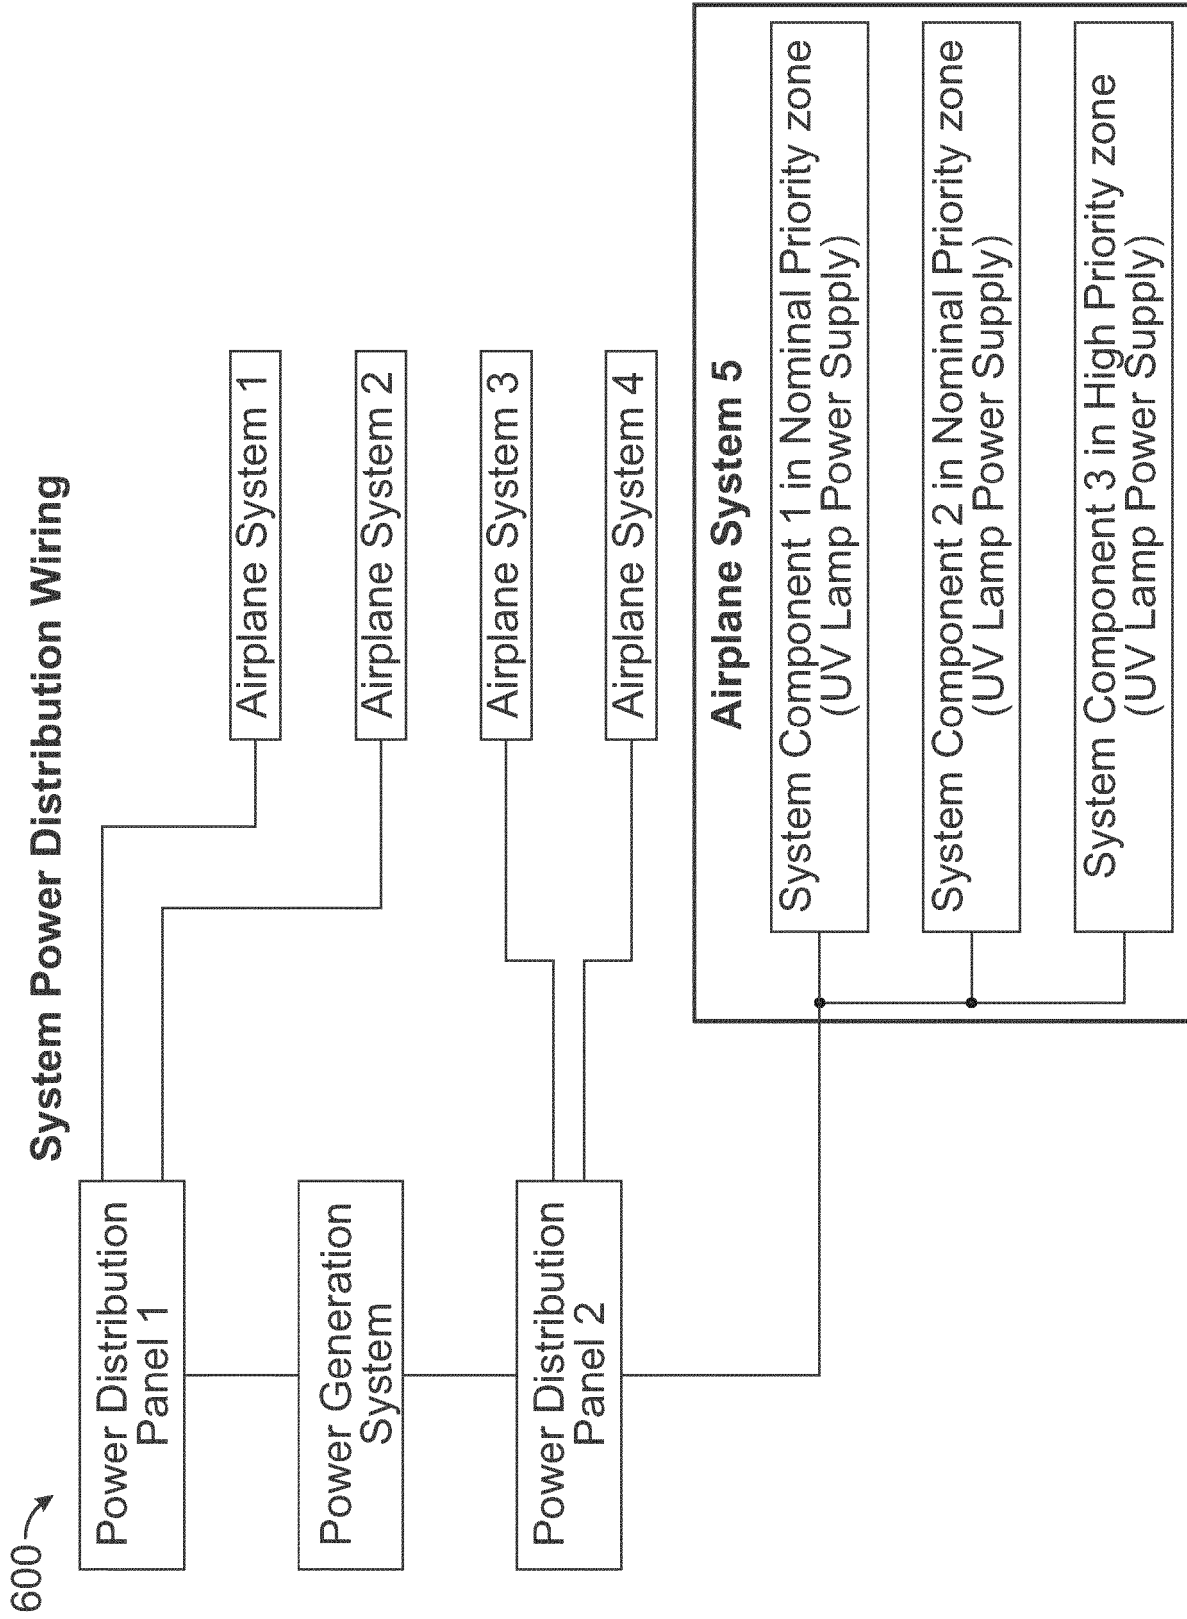 600
System Power Distribution Wiring
Power Distribution
Panel 1
Power Generation
System
Power Distribution
Panel 2
Airplane System 1
Airplane System 2
Airplane System 3
Airplane System 4
Airplane System 5
System Component 1 in Nominal Priority zone
(UV Lamp Power Supply)
System Component 2 in Nominal Priority zone
(UV Lamp Power Supply)
System Component 3 in High Priority zone
(UV Lamp Power Supply)